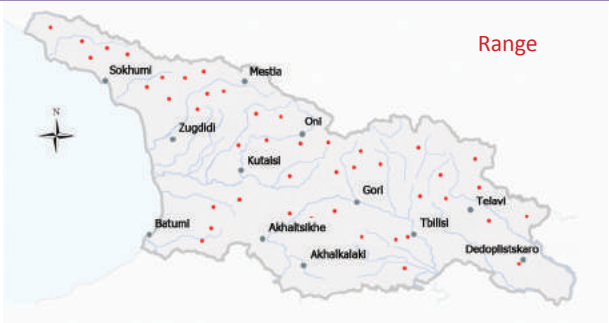 Range
Sokhumi
Mestia
N
Zugdidi
Oni
Kutaisi
Gori
Telavi
Batumi
Akhaltsikhe
Tbilisi
Akhalkalaki
Dedoplistskaro